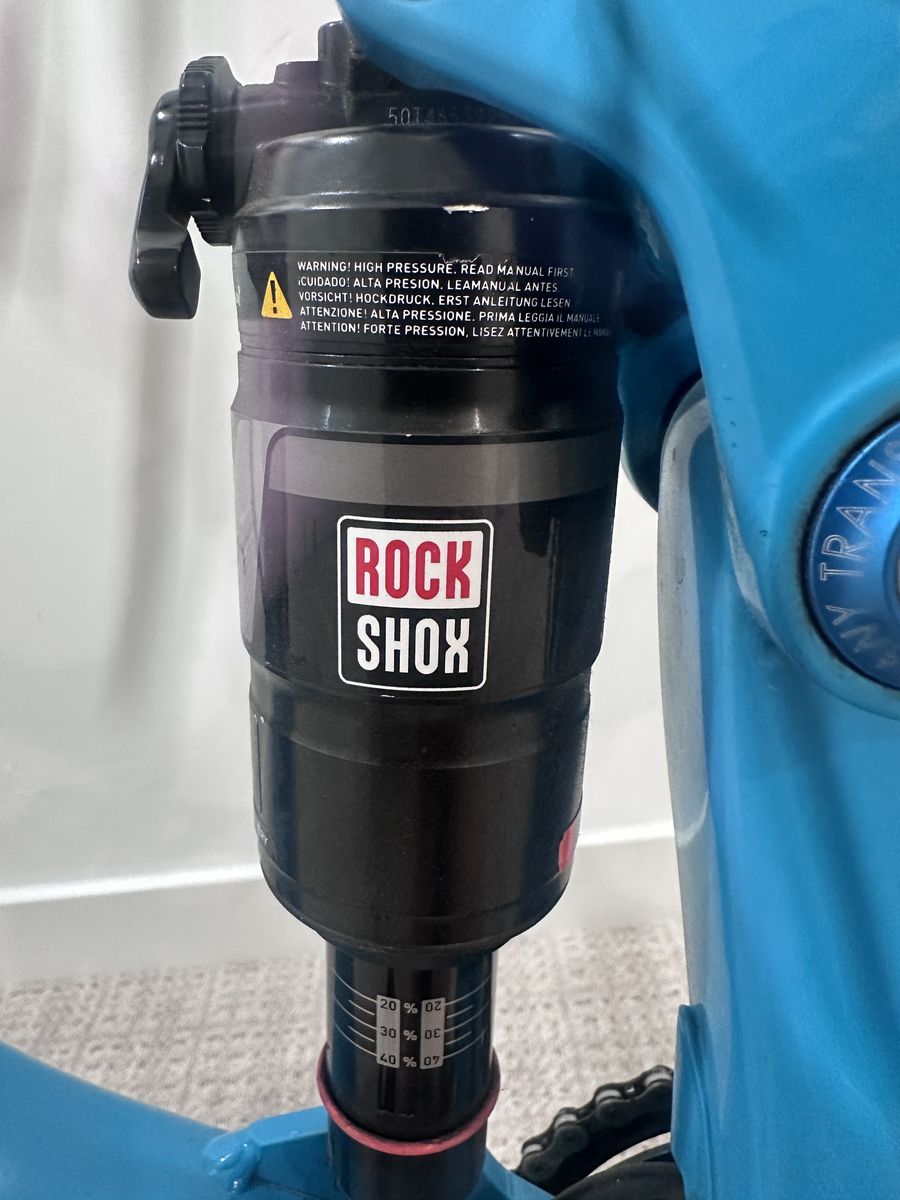 WARNING! HIGH PRESSURE. READ MANUAL FIRST
¡CUIDADO! ALTA PRESION. LEAMANUAL ANTES
VORSICHT! HOCKDRUCK. ERST ANLEITUNG LESEN
ATTENZIONE! ALTA PRESSIONE. PRIMA LEGGIA IL MANUALE
ATTENTION! FORTE PRESSION, LISEZ ATTENTIVEMENT LE
ROCK
SHOX
TRANS
20 % 20
30 % 30
40 % 40